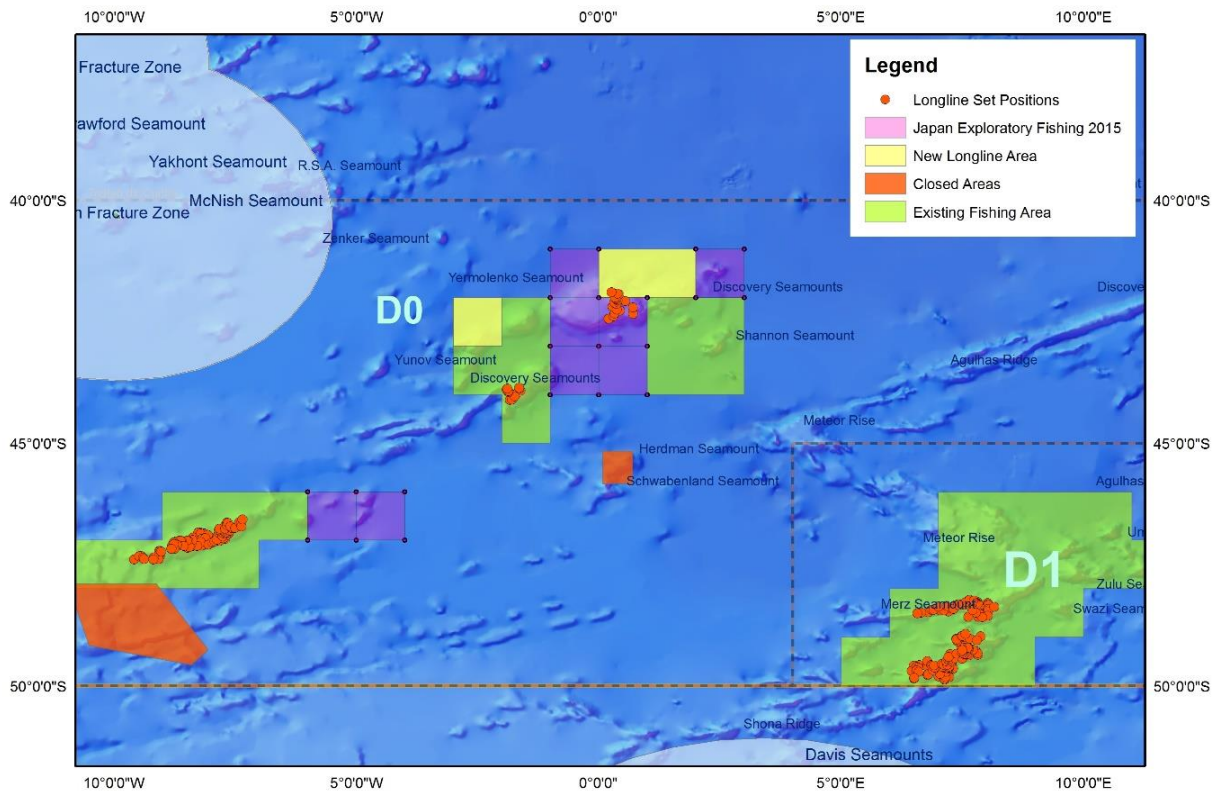 10°0'0"W 5°0'0"W 0°0'0" 5°0'0"E 10°0'0"E
Legend
Longline Set Positions
Japan Exploratory Fishing 2015
New Longline Area
Closed Areas
Existing Fishing Area
Fracture Zone
awford Seamount
Yakhont Seamount
R.S.A. Seamount
McNish Seamount
40°0'0"S 40°0'0"S
n Fracture Zone
Zenker Seamount
Yermolenko Seamount
Discovery Seamounts
Discove
D0
Shannon Seamount
Yunov Seamount
Agulhas Ridge
Discovery Seamounts
Meteor Rise
45°0'0"S 45°0'0"S
Herdman Seamount
Schwabenland Seamount
Agulhas
Meteor Rise
Un
D1
Zulu Se
Merz Seamount
Swazi Seam
50°0'0"S 50°0'0"S
Shona Ridge
Davis Seamounts
10°0'0"W 5°0'0"W 0°0'0" 5°0'0"E 10°0'0"E